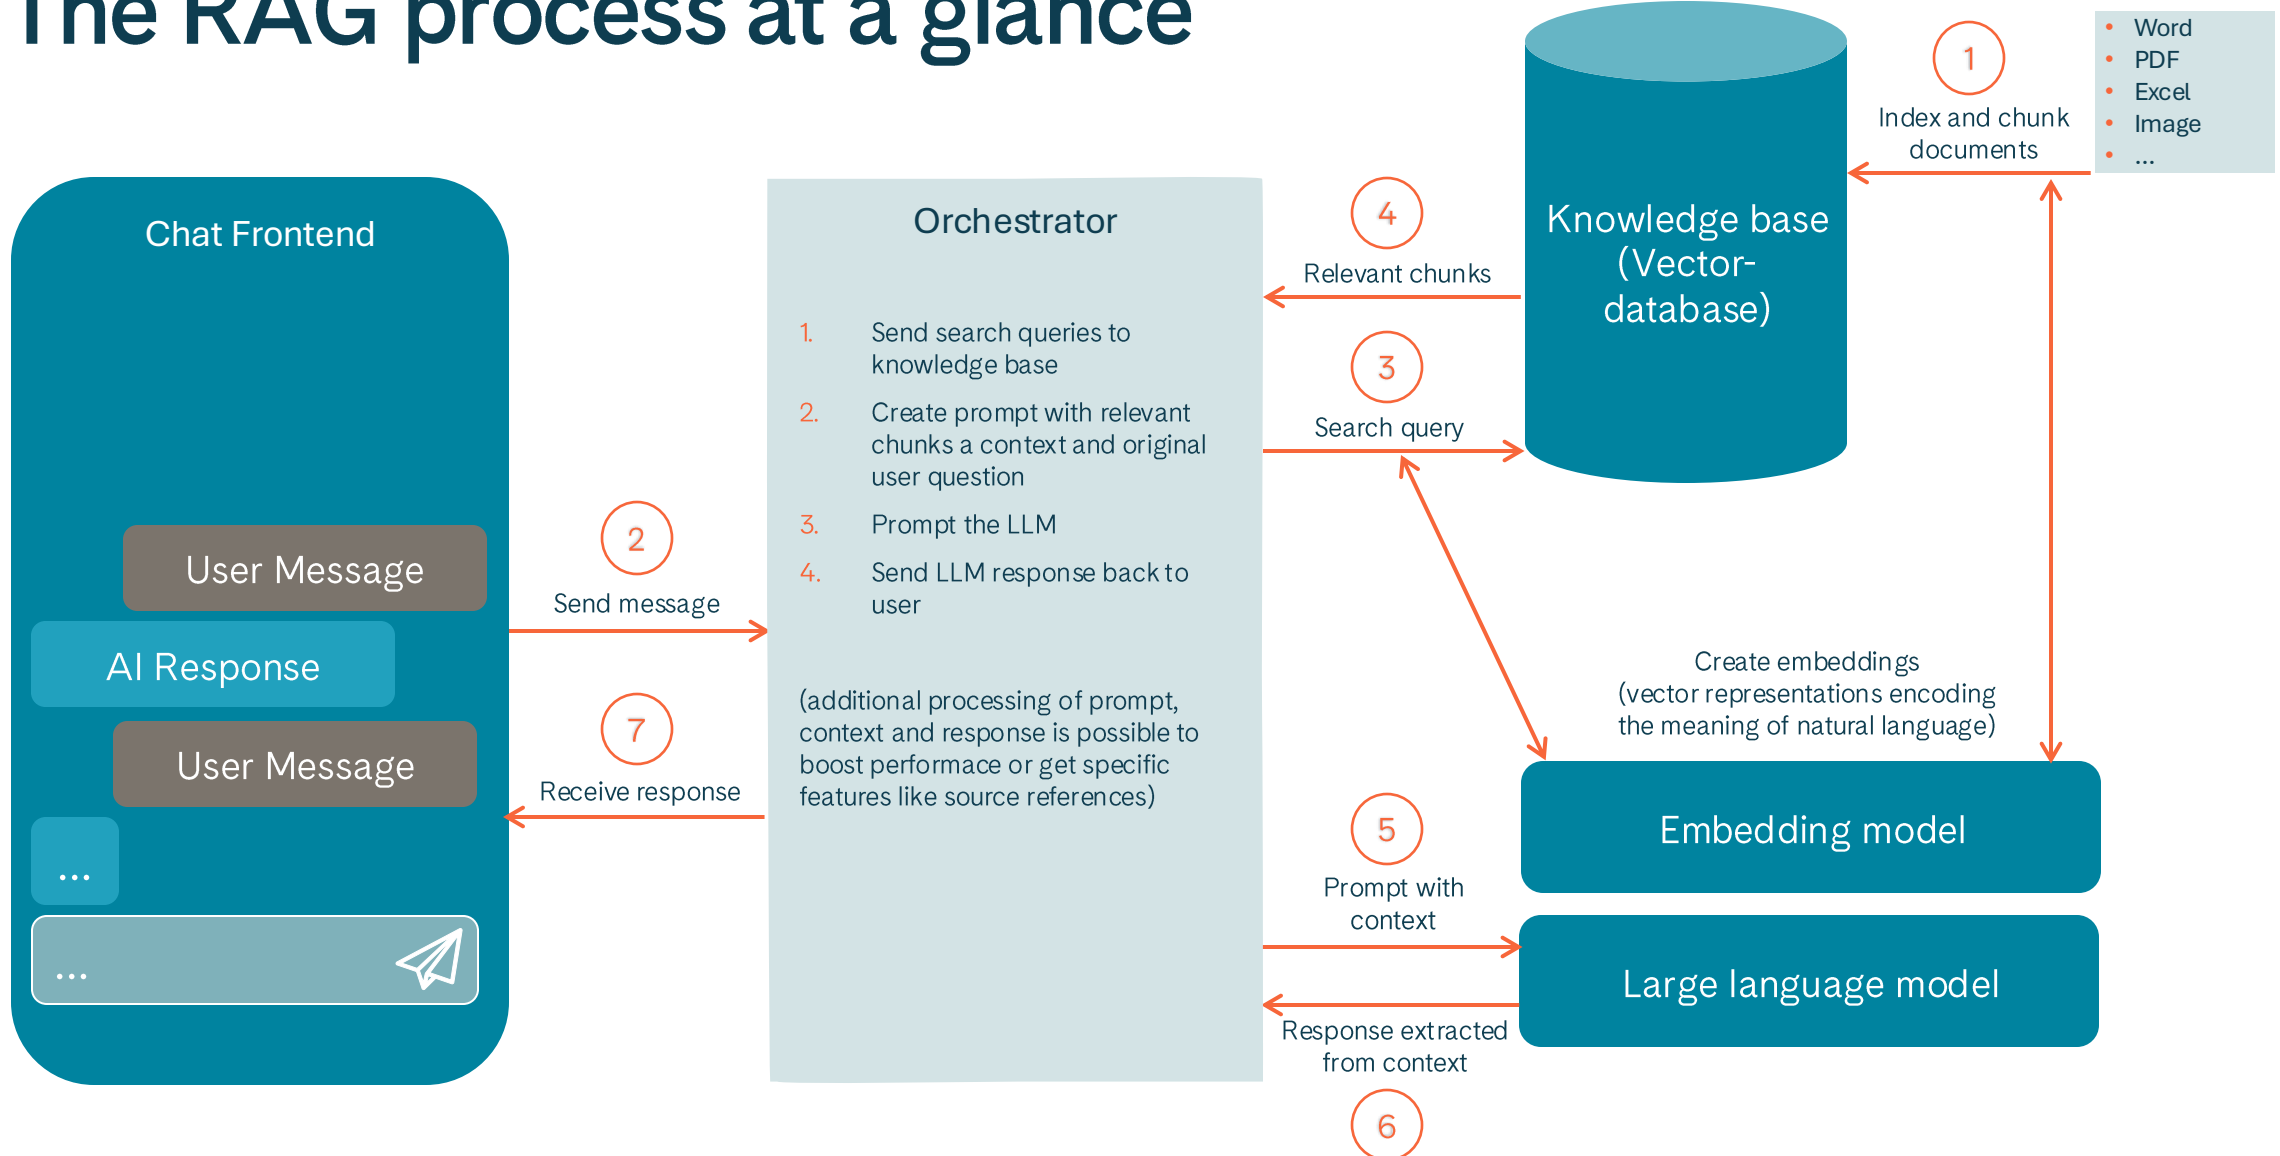 The RAG process at a glance
Chat Frontend
User Message
AI Response
User Message
...
...
2
Send message
7
Receive response
Orchestrator
1. Send search queries to
knowledge base
2. Create prompt with relevant
chunks a context and original
user question
3. Prompt the LLM
4. Send LLM response back to
user
(additional processing of prompt,
context and response is possible to
boost performace or get specific
features like source references)
4
Relevant chunks
3
Search query
Knowledge base
(Vector-
database)
1
Index and chunk
documents
• Word
• PDF
• Excel
• Image
• ...
Create embeddings
(vector representations encoding
the meaning of natural language)
Embedding model
5
Prompt with
context
Large language model
Response extracted
from context
6